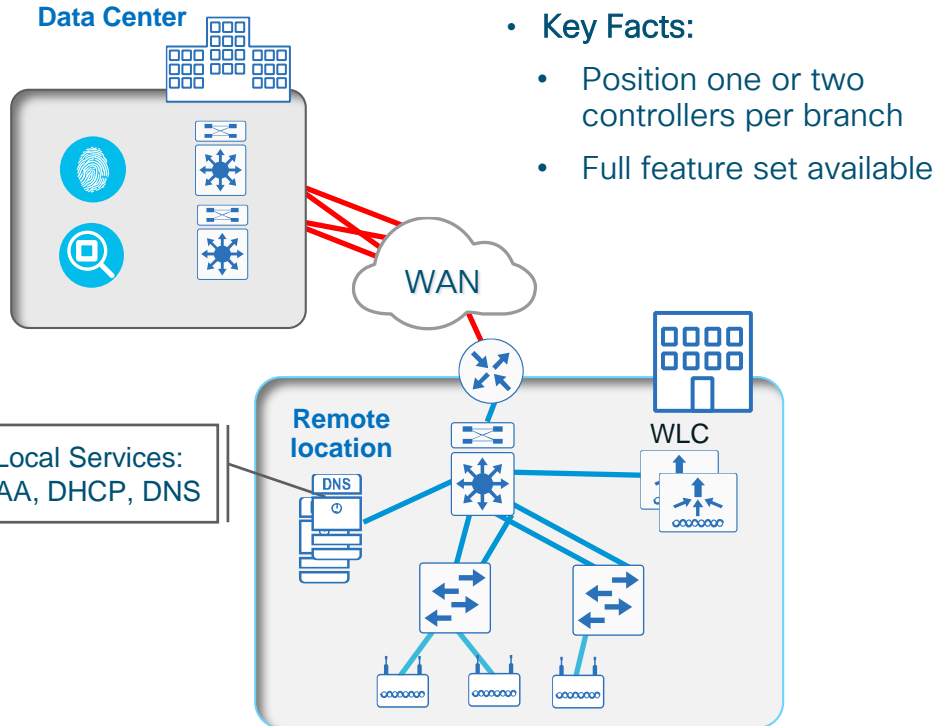 Data Center
• Key Facts:
• Position one or two
controllers per branch
• Full feature set available
WAN
Remote
location
WLC
Local Services:
AA, DHCP, DNS
DNS